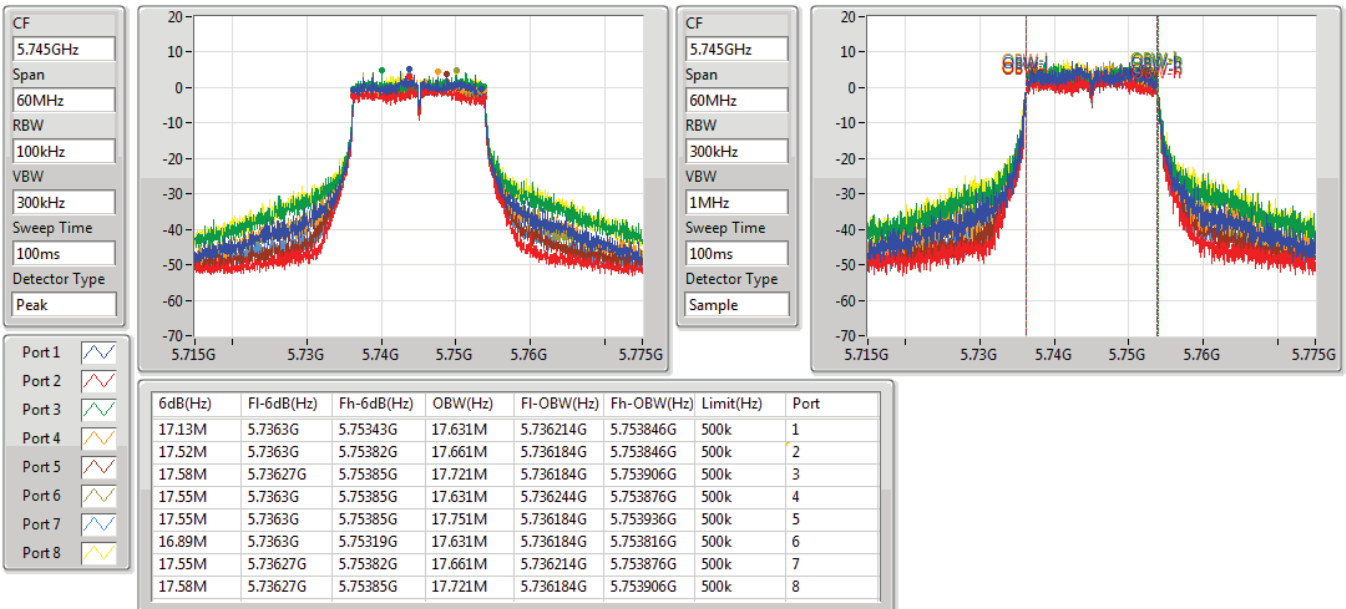 CF
5.745GHz
Span
60MHz
RBW
100kHz
VBW
300kHz
Sweep Time
100ms
Detector Type
Peak
20
10
0
-10
-20
-30
-40
-50
-60
-70
5.715G 5.73G 5.74G 5.75G 5.76G 5.775G
CF
5.745GHz
Span
60MHz
RBW
300kHz
VBW
1MHz
Sweep Time
100ms
Detector Type
Sample
20
10
0
-10
-20
-30
-40
-50
-60
-70
OBW-l OBW-h
5.715G 5.73G 5.74G 5.75G 5.76G 5.775G
Port 1
Port 2
Port 3
Port 4
Port 5
Port 6
Port 7
Port 8
6dB(Hz) Fl-6dB(Hz) Fh-6dB(Hz) OBW(Hz) Fl-OBW(Hz) Fh-OBW(Hz) Limit(Hz) Port
17.13M 5.7363G 5.75343G 17.631M 5.736214G 5.753846G 500k 1
17.52M 5.7363G 5.75382G 17.661M 5.736184G 5.753846G 500k 2
17.58M 5.73627G 5.75385G 17.721M 5.736184G 5.753906G 500k 3
17.55M 5.7363G 5.75385G 17.631M 5.736244G 5.753876G 500k 4
17.55M 5.7363G 5.75385G 17.751M 5.736184G 5.753936G 500k 5
16.89M 5.7363G 5.75319G 17.631M 5.736184G 5.753816G 500k 6
17.55M 5.73627G 5.75382G 17.661M 5.736214G 5.753876G 500k 7
17.58M 5.73627G 5.75385G 17.721M 5.736184G 5.753906G 500k 8